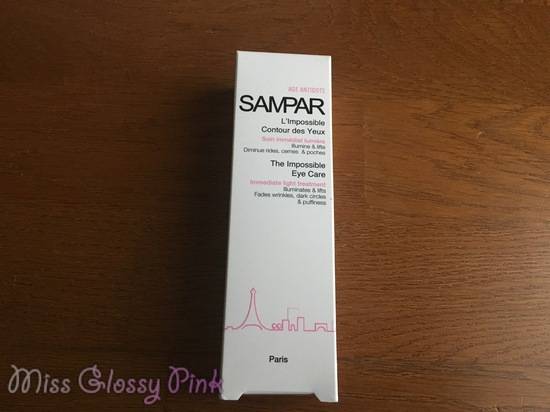 AGE ANTIDOTE
SAMPAR
L'Impossible
Contour des Yeux
Soin immédiat lumière
Illumine & lifts
Diminue rides, cernes & poches
The Impossible
Eye Care
Immediate light treatment
Illuminates & lifts
Fades wrinkles, dark circles
& puffiness
Paris
Miss Glossy Pink